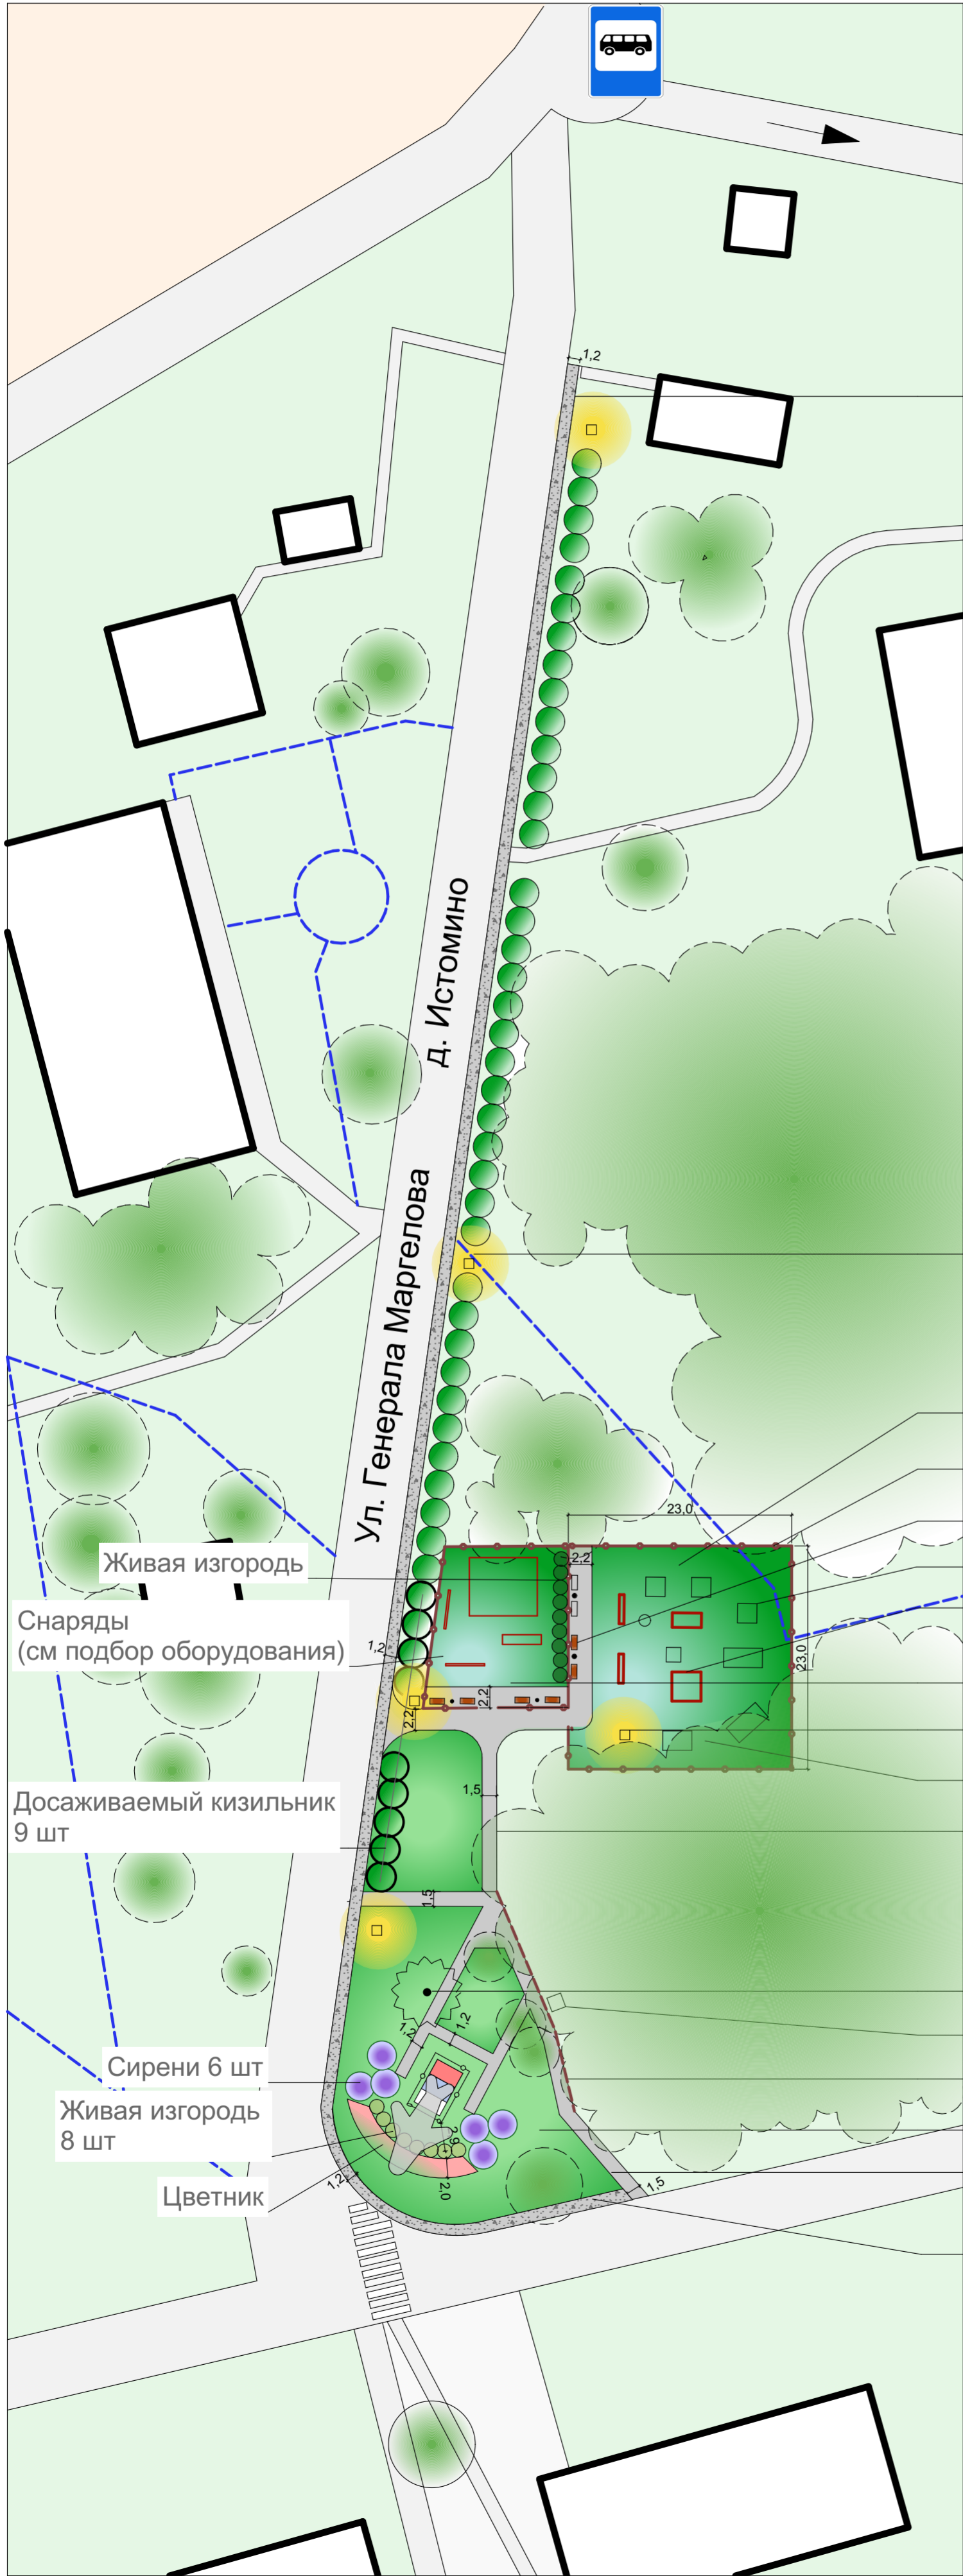 1,2
д. Истомино
Ул. Генерала Маргелова
23,0
2,2
Живая изгородь
Снаряды
(см подбор оборудования)
1,2
23,0
2,2
2,2
1,5
Досаживаемый кизильник
9 шт
1,5
1,2
1,2
Сирени 6 шт
Живая изгородь
8 шт
2,9
Цветник
1,2
2,0
1,5